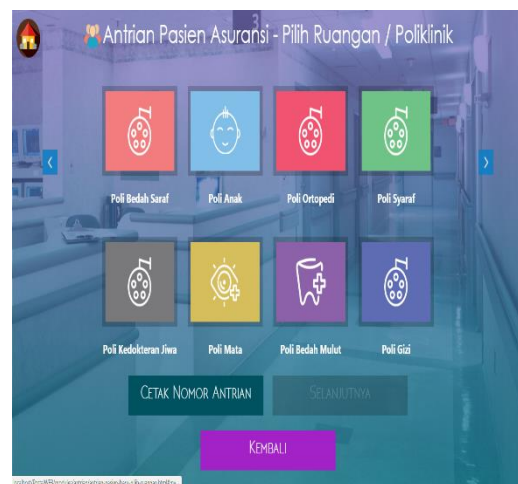 Antrian Pasien Asuransi - Pilih Ruangan / Poliklinik
Poli Bedah Saraf
Poli Anak
Poli Ortopedi
Poli Syaraf
Poli Kedokteran Jiwa
Poli Mata
Poli Bedah Mulut
Poli Gizi
CETAK NOMOR ANTRIAN
SELANJUTNYA
KEMBALI